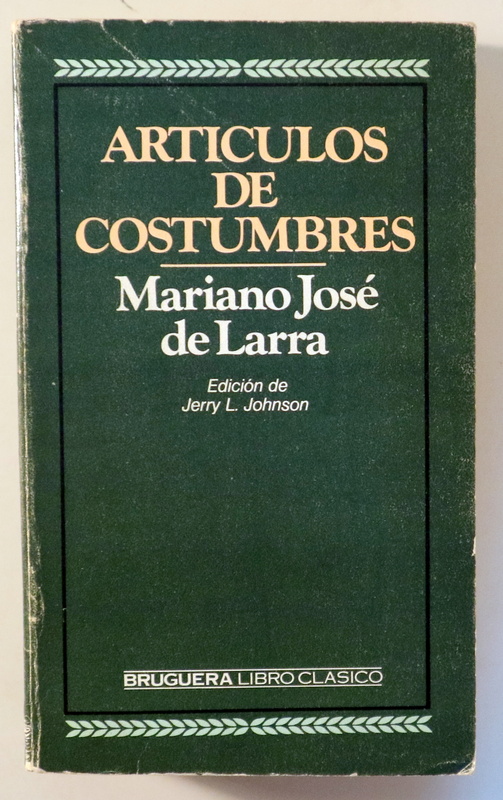 ARTICULOS
DE
COSTUMBRES
Mariano José
de Larra
Edición de
Jerry L. Johnson
BRUGUERA LIBRO CLASICO